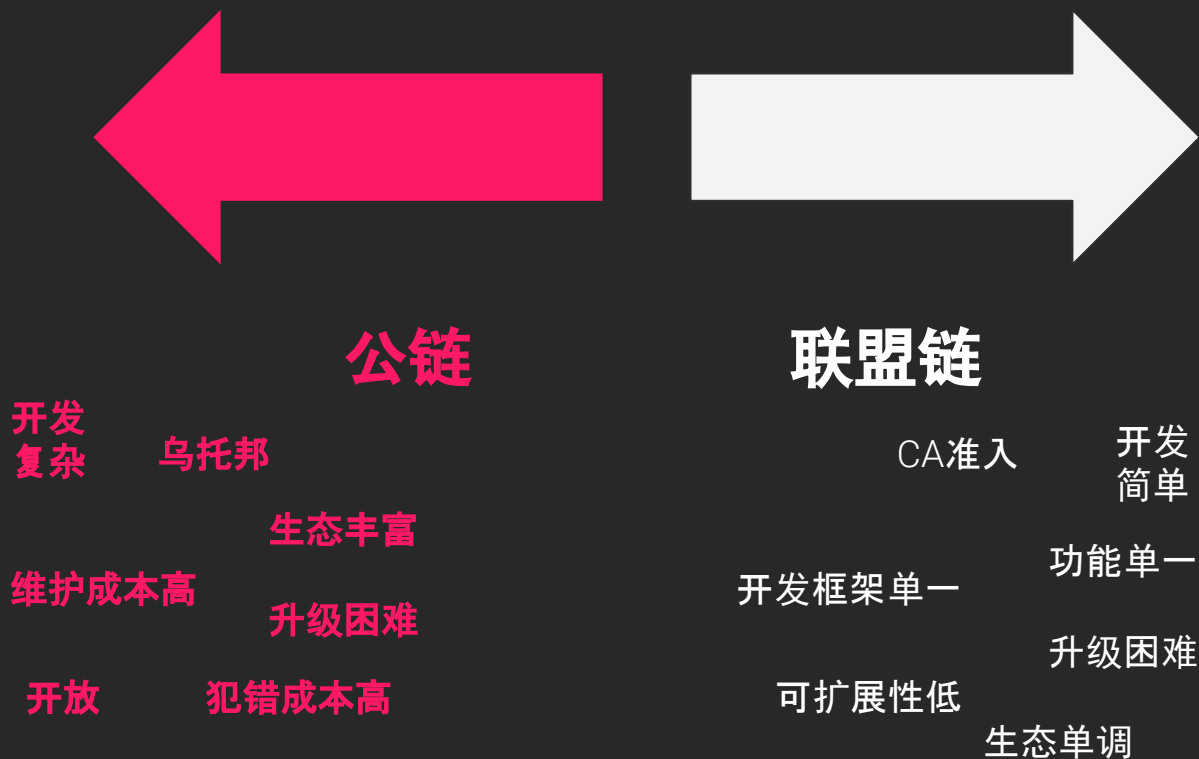 公链
开发
复杂
乌托邦
生态丰富
维护成本高
升级困难
开放
犯错成本高
联盟链
CA准入
开发
简单
功能单一
开发框架单一
升级困难
可扩展性低
生态单调